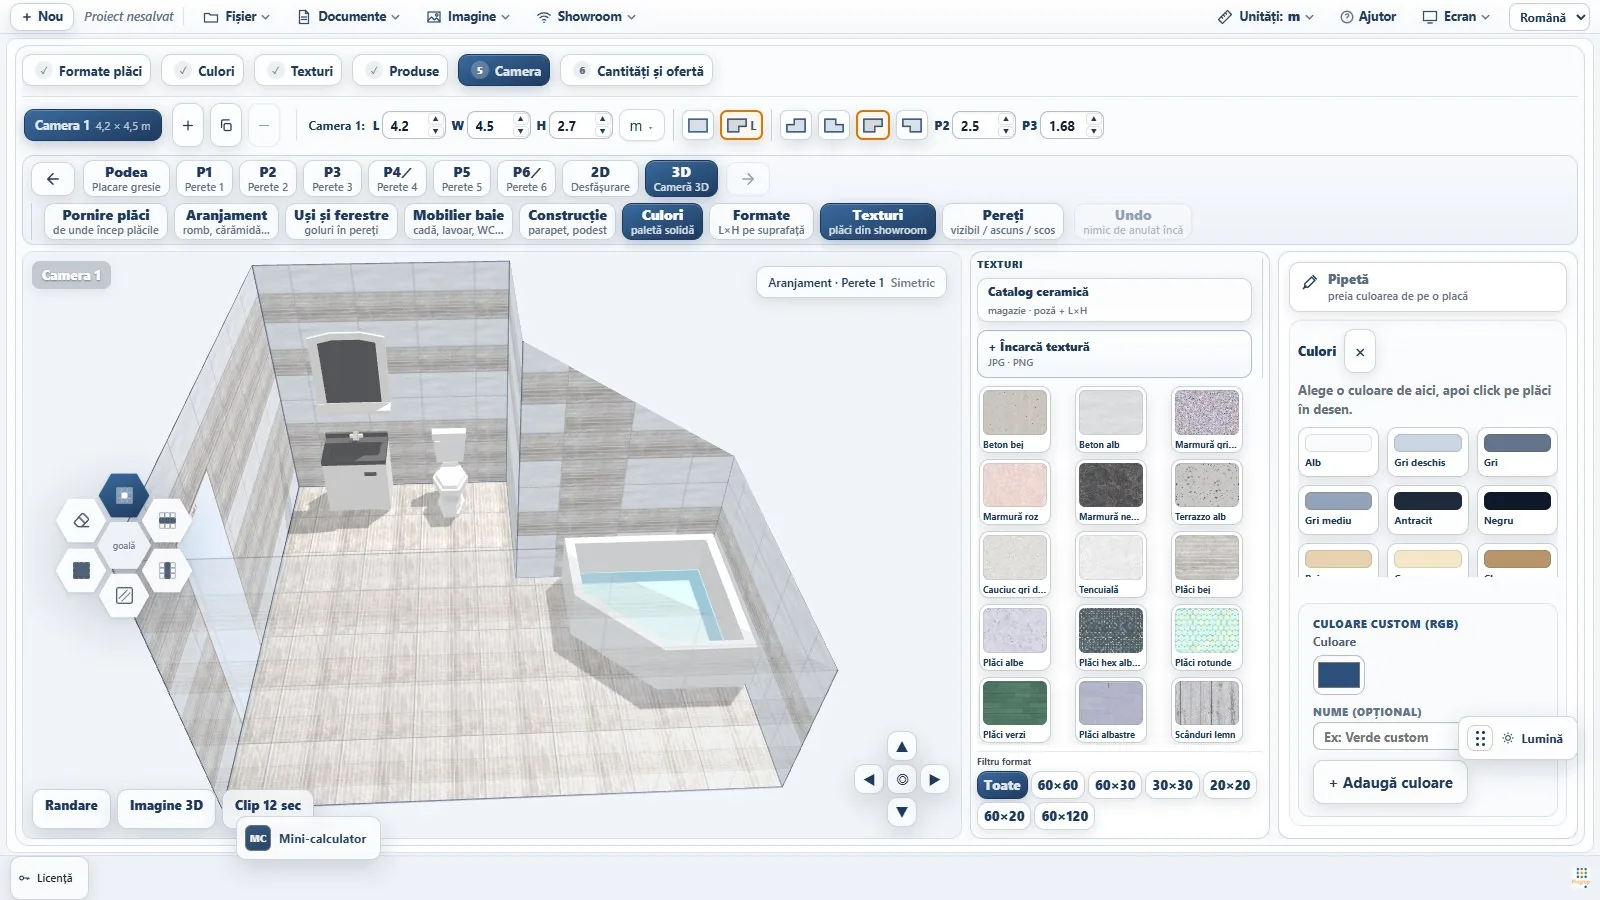 + Nou
Proiect nesalvat
Fișier
Documente
Imagine
Showroom
Unități: m
Ajutor
Ecran
Română
✓ Formate plăci
✓ Culori
✓ Texturi
✓ Produse
5 Camera
6 Cantități și ofertă
Camera 1 4,2 × 4,5 m
+
−
Camera 1: L 4.2 W 4.5 H 2.7 m
L
P2 2.5 P3 1.68
Podea
Placare gresie
P1
Perete 1
P2
Perete 2
P3
Perete 3
P4⁄
Perete 4
P5
Perete 5
P6⁄
Perete 6
2D
Desfășurare
3D
Cameră 3D
Pornire plăci
de unde încep plăcile
Aranjament
romb, cărămidă...
Uși și ferestre
goluri în pereți
Mobilier baie
cadă, lavoar, WC...
Construcție
parapet, podest
Culori
paletă solidă
Formate
L×H pe suprafață
Texturi
plăci din showroom
Pereți
vizibil / ascuns / scos
Undo
nimic de anulat încă
Camera 1
Aranjament · Perete 1 Simetric
goală
Randare
Imagine 3D
Clip 12 sec
MC Mini-calculator
TEXTURI
Catalog ceramică
magazie · poză + L×H
+ Încarcă textură
JPG · PNG
Beton bej
Beton alb
Marmură gri...
Marmură roz
Marmură ne...
Terrazzo alb
Cauciuc gri d...
Tencuială
Plăci bej
Plăci albe
Plăci hex alb...
Plăci rotunde
Plăci verzi
Plăci albastre
Scânduri lemn
Filtru format
Toate
60×60
60×30
30×30
20×20
60×20
60×120
Pipetă
preia culoarea de pe o placă
Culori
×
Alege o culoare de aici, apoi click pe plăci
în desen.
Alb
Gri deschis
Gri
Gri mediu
Antracit
Negru
CULOARE CUSTOM (RGB)
Culoare
NUME (OPȚIONAL)
Ex: Verde custom
Lumină
+ Adaugă culoare
Licență